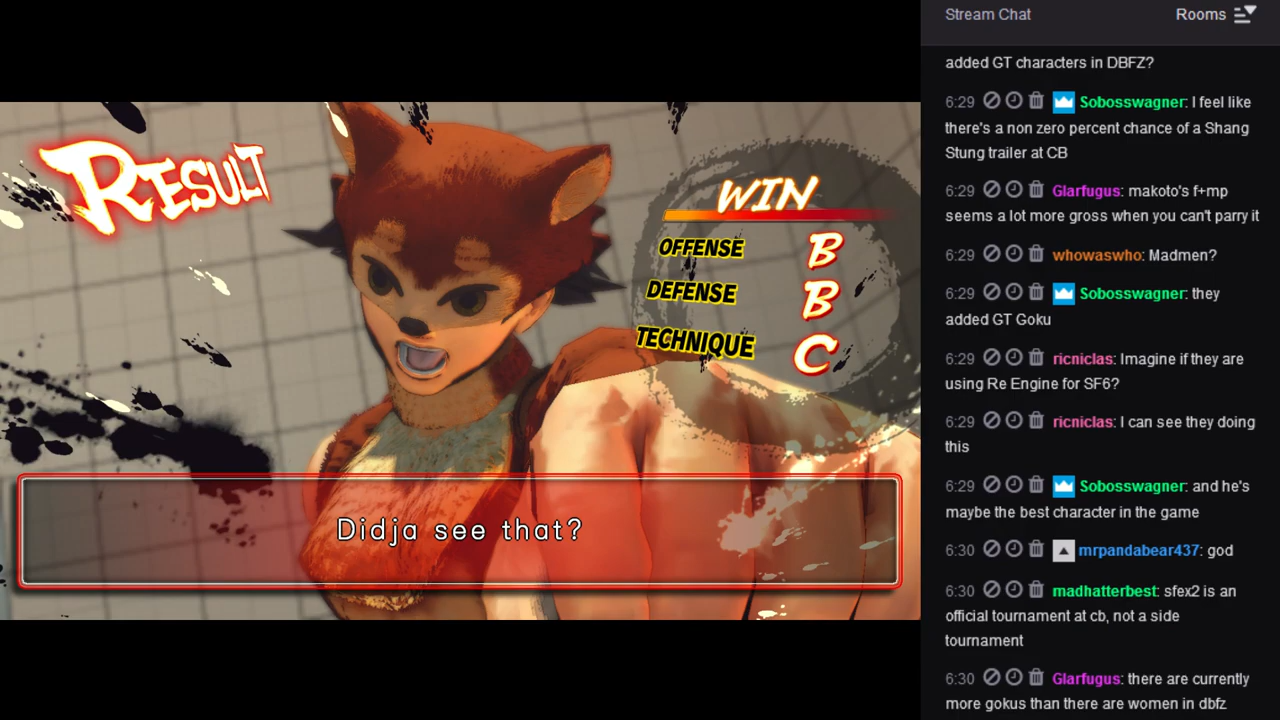 RESULT
WIN
OFFENSE B
DEFENSE B
TECHNIQUE C
Didja see that?
Stream Chat
Rooms
added GT characters in DBFZ?
6:29 Sobosswagner: I feel like
there's a non zero percent chance of a Shang
Stung trailer at CB
6:29 Glarfugus: makoto's f+mp
seems a lot more gross when you can't parry it
6:29 whowaswho: Madmen?
6:29 Sobosswagner: they
added GT Goku
6:29 ricniclas: Imagine if they are
using Re Engine for SF6?
6:29 ricniclas: I can see they doing
this
6:29 Sobosswagner: and he's
maybe the best character in the game
6:30 mrpandabear437: god
6:30 madhatterbest: sfex2 is an
official tournament at cb, not a side
tournament
6:30 Glarfugus: there are currently
more gokus than there are women in dbfz